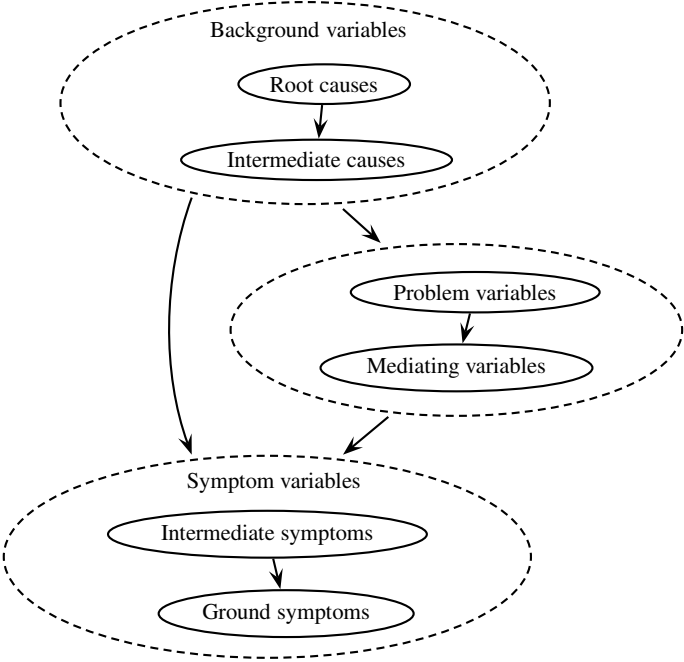 Background variables
Root causes
Intermediate causes
Problem variables
Mediating variables
Symptom variables
Intermediate symptoms
Ground symptoms